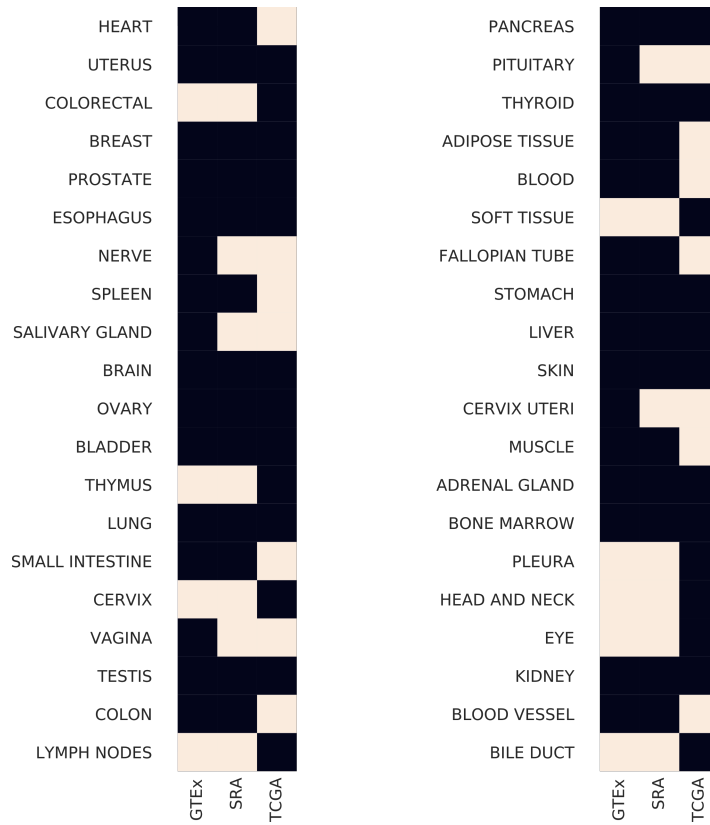 HEART
UTERUS
COLORECTAL
BREAST
PROSTATE
ESOPHAGUS
NERVE
SPLEEN
SALIVARY GLAND
BRAIN
OVARY
BLADDER
THYMUS
LUNG
SMALL INTESTINE
CERVIX
VAGINA
TESTIS
COLON
LYMPH NODES
GTEx
SRA
TCGA
PANCREAS
PITUITARY
THYROID
ADIPOSE TISSUE
BLOOD
SOFT TISSUE
FALLOPIAN TUBE
STOMACH
LIVER
SKIN
CERVIX UTERI
MUSCLE
ADRENAL GLAND
BONE MARROW
PLEURA
HEAD AND NECK
EYE
KIDNEY
BLOOD VESSEL
BILE DUCT
GTEx
SRA
TCGA